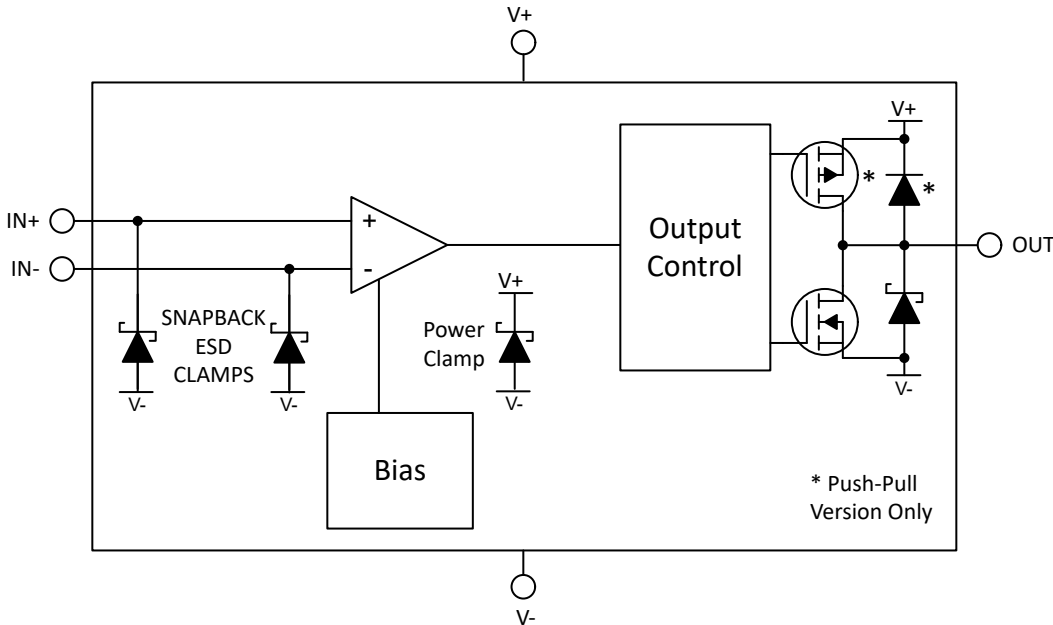 V+
V+
IN+
+
*
*
Output
Control
OUT
IN-
-
V+
SNAPBACK
ESD
CLAMPS
Power
Clamp
V-
V-
V-
V-
Bias
* Push-Pull
Version Only
V-